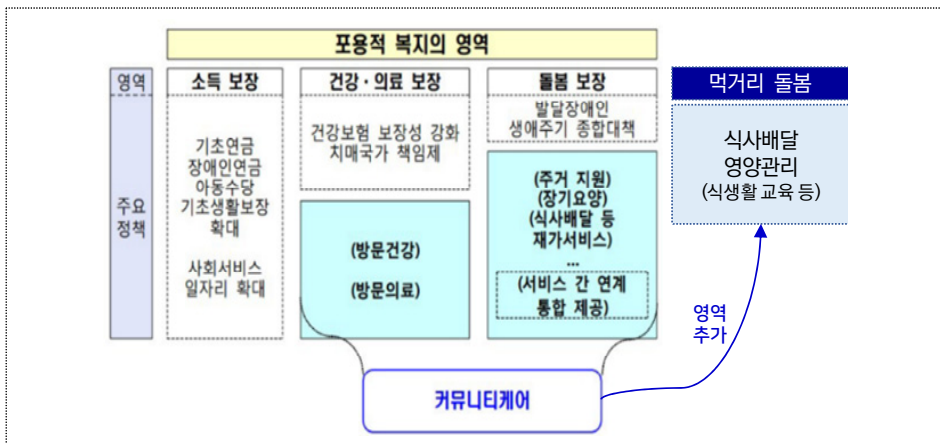 포용적 복지의 영역
영역
소득 보장
건강·의료 보장
돌봄 보장
먹거리 돌봄
주요
정책
기초연금
장애인연금
아동수당
기초생활보장
확대
사회서비스
일자리 확대
건강보험 보장성 강화
치매국가 책임제
(방문건강)
(방문의료)
발달장애인
생애주기 종합대책
(주거 지원)
(장기요양)
(식사배달 등
재가서비스)
...
(서비스 간 연계
통합 제공)
식사배달
영양관리
(식생활 교육 등)
영역
추가
커뮤니티케어